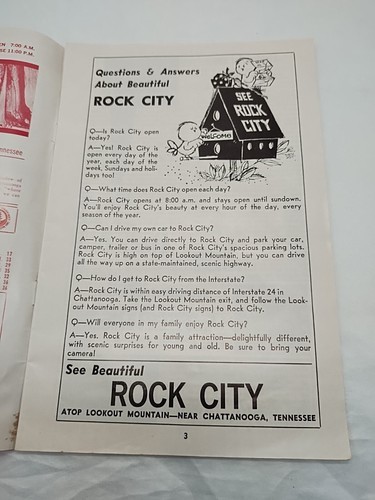 EN 7:00 A.M.
SE 11:00 P.M.
nnessee
Questions & Answers
About Beautiful
ROCK CITY
SEE
ROCK
CITY
Welcome
Q—Is Rock City open
today?
A—Yes! Rock City is
open every day of the
year, each day of the
week, Sundays and holi-
days too!
Q—What time does Rock City open each day?
A—Rock City opens at 8:00 a.m. and stays open until sundown.
You'll enjoy Rock City's beauty at every hour of the day, every
season of the year.
Q—Can I drive my own car to Rock City?
A—Yes. You can drive directly to Rock City and park your car,
camper, trailer or bus in one of Rock City's spacious parking lots.
Rock City is high on top of Lookout Mountain, but you can drive
all the way up on a state-maintained, scenic highway.
Q—How do I get to Rock City from the Interstate?
A—Rock City is within easy driving distance of Interstate 24 in
Chattanooga. Take the Lookout Mountain exit, and follow the Look-
out Mountain signs (and Rock City signs) to Rock City.
Q—Will everyone in my family enjoy Rock City?
A—Yes. Rock City is a family attraction—delightfully different,
with scenic surprises for young and old. Be sure to bring your
camera!
See Beautiful
ROCK CITY
ATOP LOOKOUT MOUNTAIN—NEAR CHATTANOOGA, TENNESSEE
3